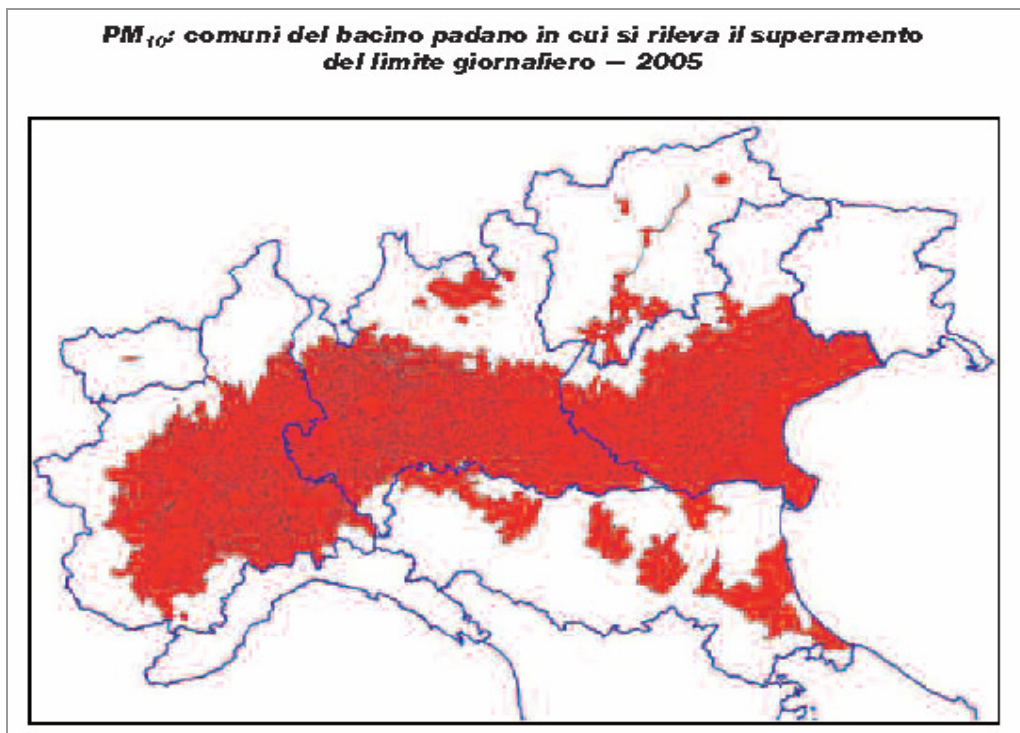 PM₁₀: comuni del bacino padano in cui si rileva il superamento
del limite giornaliero — 2005